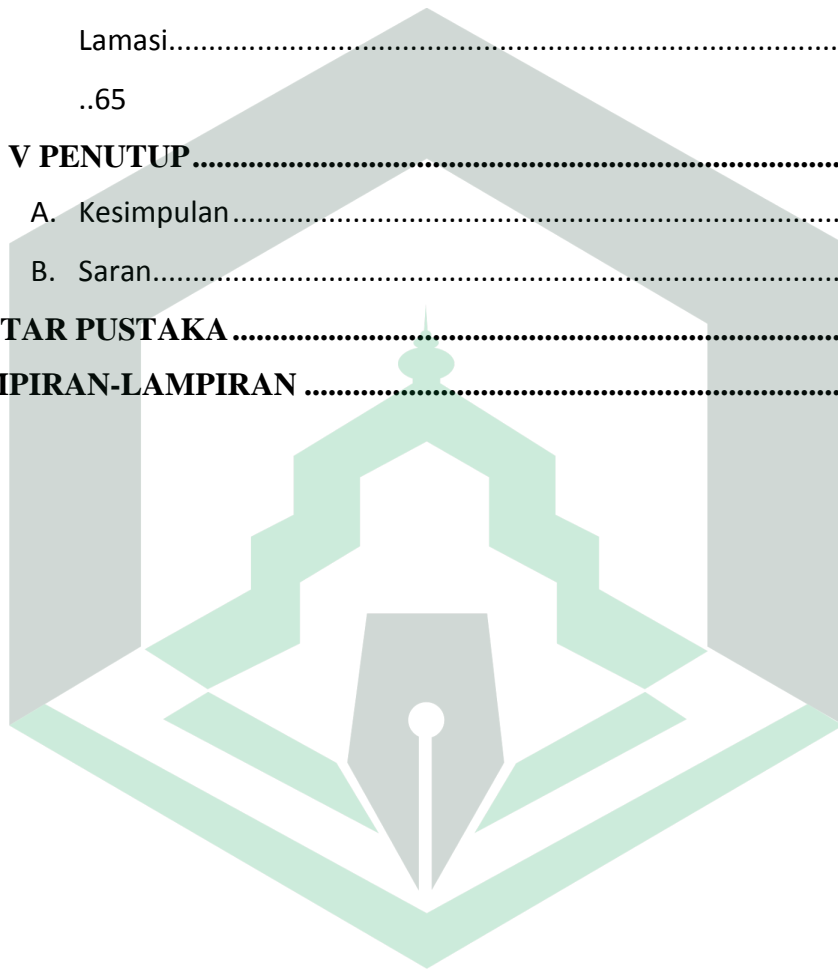 Lamasi....................................................................................................
..65
V PENUTUP....................................................................................................
A. Kesimpulan....................................................................................................
B. Saran....................................................................................................
TAR PUSTAKA ....................................................................................................
IPIRAN-LAMPIRAN ....................................................................................................